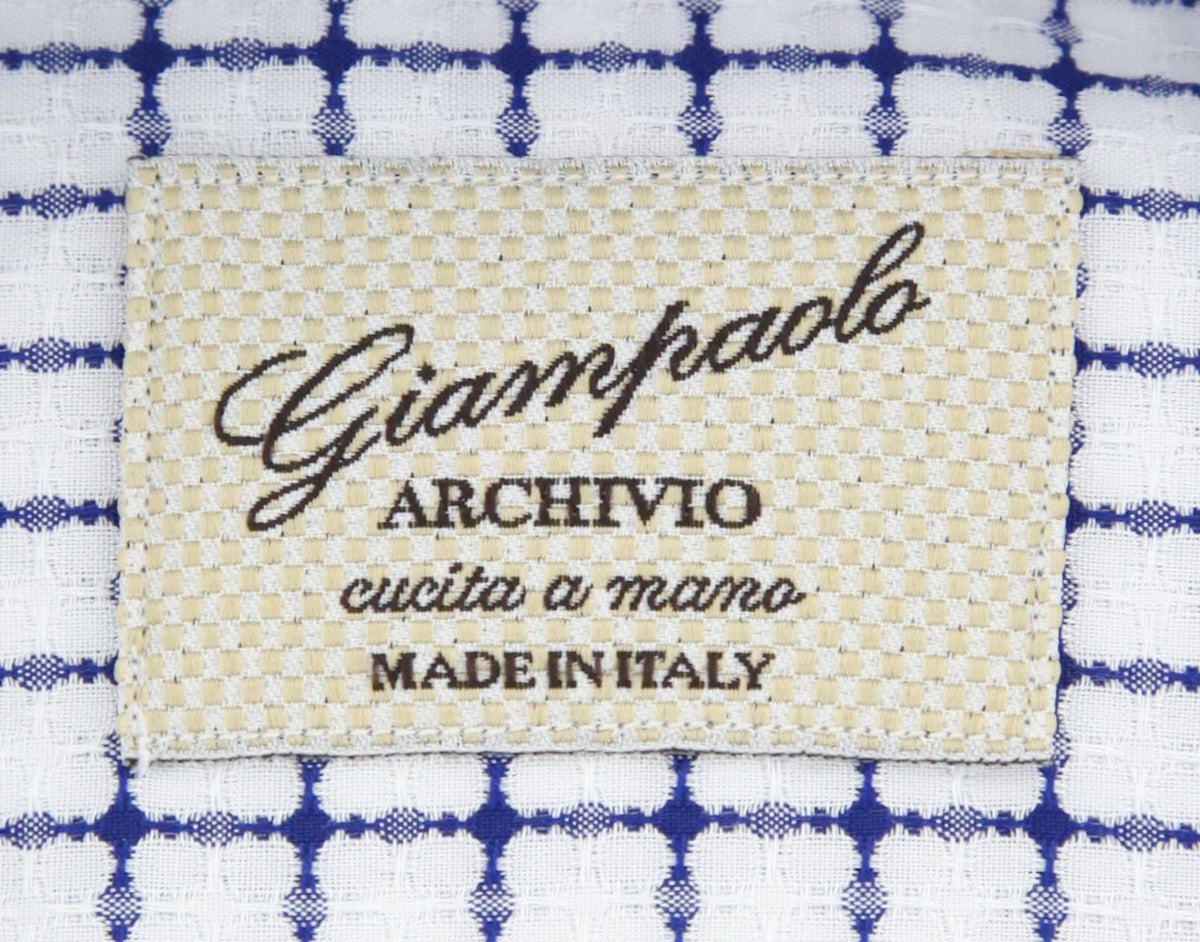 Giampaolo
ARCHIVIO
cucita a mano
MADE IN ITALY